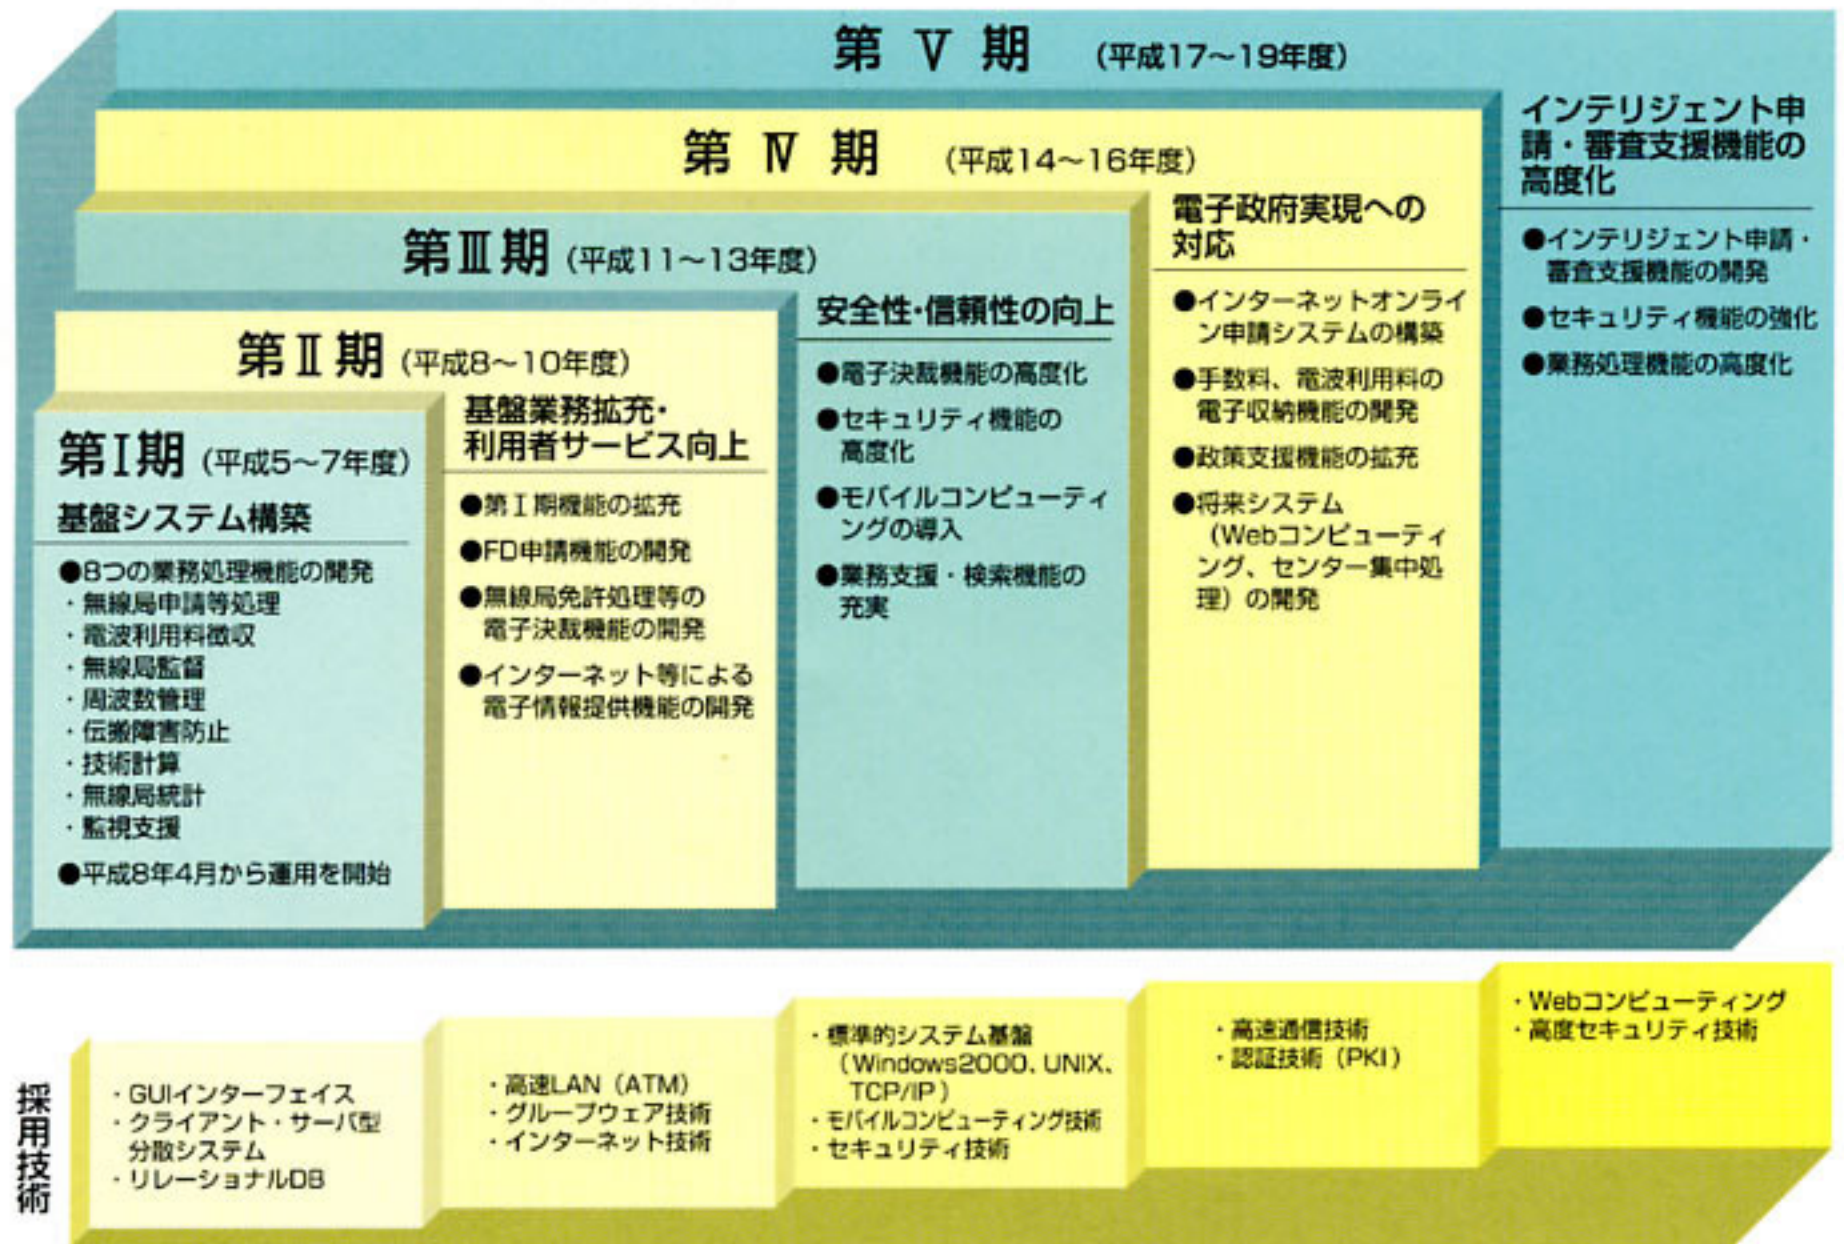 第Ⅴ期 (平成17〜19年度)
インテリジェント申
請・審査支援機能の
高度化
●インテリジェント申請・
審査支援機能の開発
●セキュリティ機能の強化
●業務処理機能の高度化
第Ⅳ期 (平成14〜16年度)
電子政府実現への
対応
●インターネットオンライ
ン申請システムの構築
●手数料、電波利用料の
電子収納機能の開発
●政策支援機能の拡充
●将来システム
(Webコンピューティ
ング、センター集中処
理)の開発
第Ⅲ期 (平成11〜13年度)
安全性・信頼性の向上
●電子決裁機能の高度化
●セキュリティ機能の
高度化
●モバイルコンピューティ
ングの導入
●業務支援・検索機能の
充実
第Ⅱ期 (平成8〜10年度)
基盤業務拡充・
利用者サービス向上
●第Ⅰ期機能の拡充
●FD申請機能の開発
●無線局免許処理等の
電子決裁機能の開発
●インターネット等による
電子情報提供機能の開発
第Ⅰ期 (平成5〜7年度)
基盤システム構築
●8つの業務処理機能の開発
・無線局申請等処理
・電波利用料徴収
・無線局監督
・周波数管理
・伝搬障害防止
・技術計算
・無線局統計
・監視支援
●平成8年4月から運用を開始
採用技術
・GUIインターフェイス
・クライアント・サーバ型
分散システム
・リレーショナルDB
・高速LAN(ATM)
・グループウェア技術
・インターネット技術
・標準的システム基盤
(Windows2000、UNIX、
TCP/IP)
・モバイルコンピューティング技術
・セキュリティ技術
・高速通信技術
・認証技術(PKI)
・Webコンピューティング
・高度セキュリティ技術